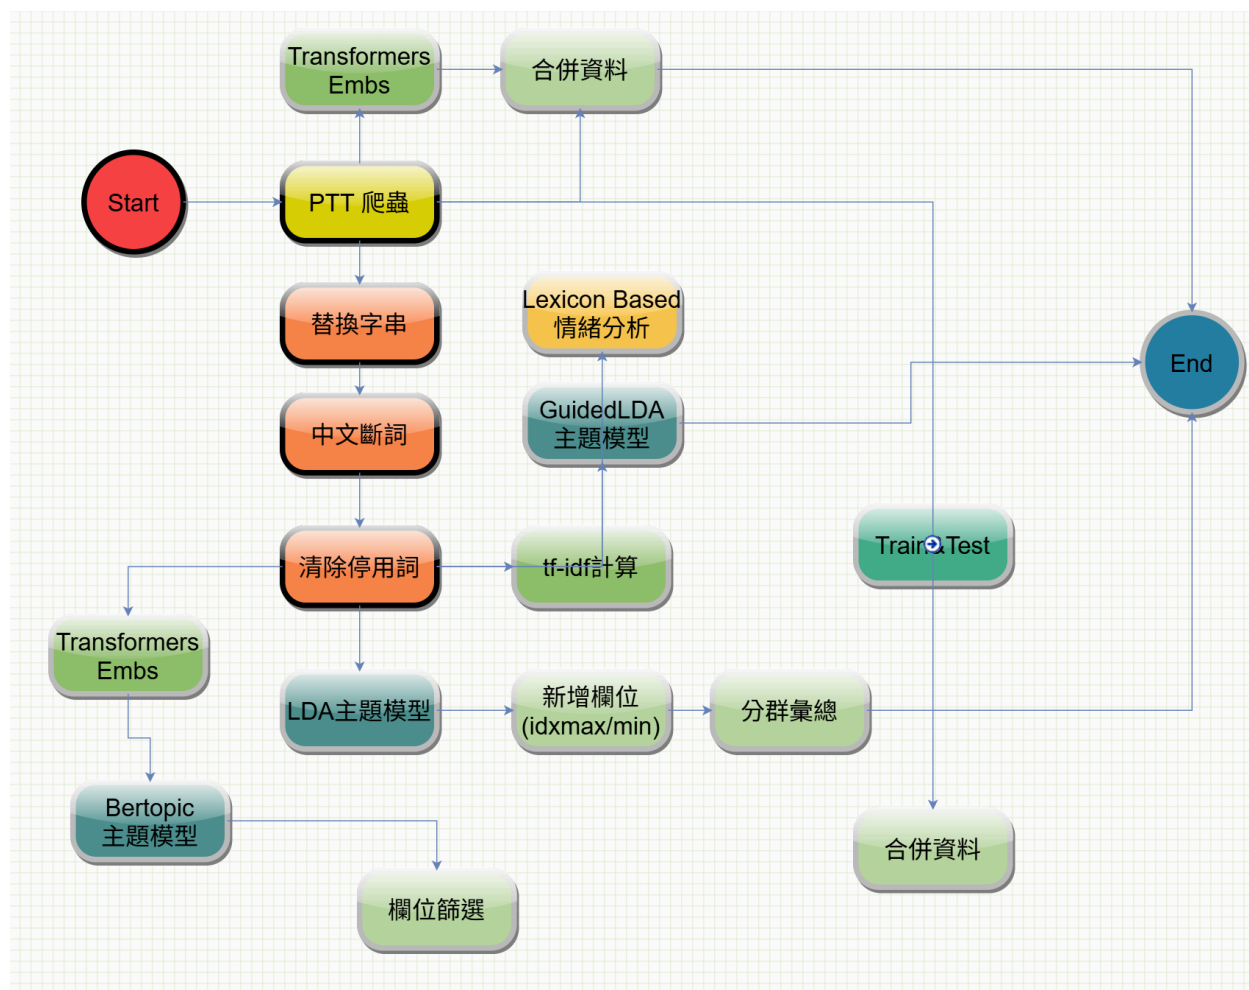 Transformers
Embs
合併資料
Start
PTT 爬蟲
替換字串
Lexicon Based
情緒分析
End
中文斷詞
GuidedLDA
主題模型
清除停用詞
tf-idf計算
Train&Test
Transformers
Embs
LDA主題模型
新增欄位
(idxmax/min)
分群彙總
Bertopic
主題模型
合併資料
欄位篩選